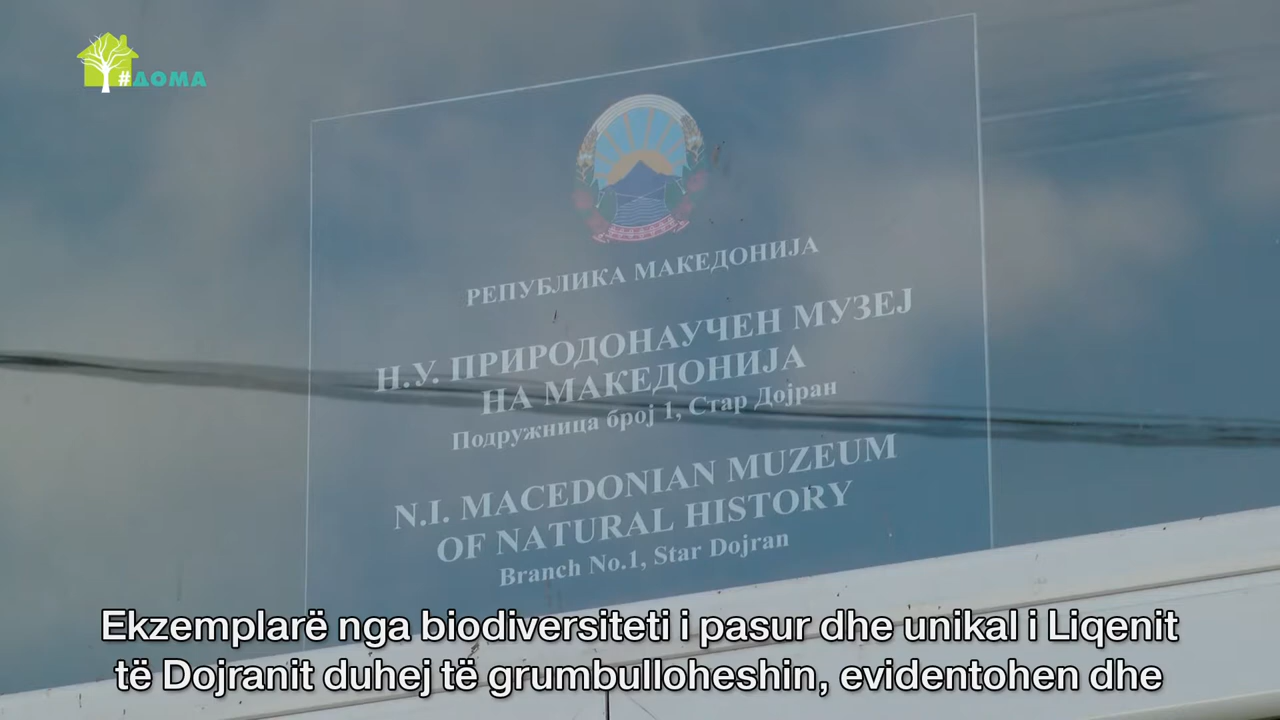 #ДОМА
РЕПУБЛИКА МАКЕДОНИЈА
Н.У. ПРИРОДОНАУЧЕН МУЗЕЈ
НА МАКЕДОНИЈА
Подружница број 1, Стар Дојран
N.I. MACEDONIAN MUZEUM
OF NATURAL HISTORY
Branch No.1, Star Dojran
Ekzemplarë nga biodiversiteti i pasur dhe unikal i Liqenit
të Dojranit duhej të grumbulloheshin, evidentohen dhe